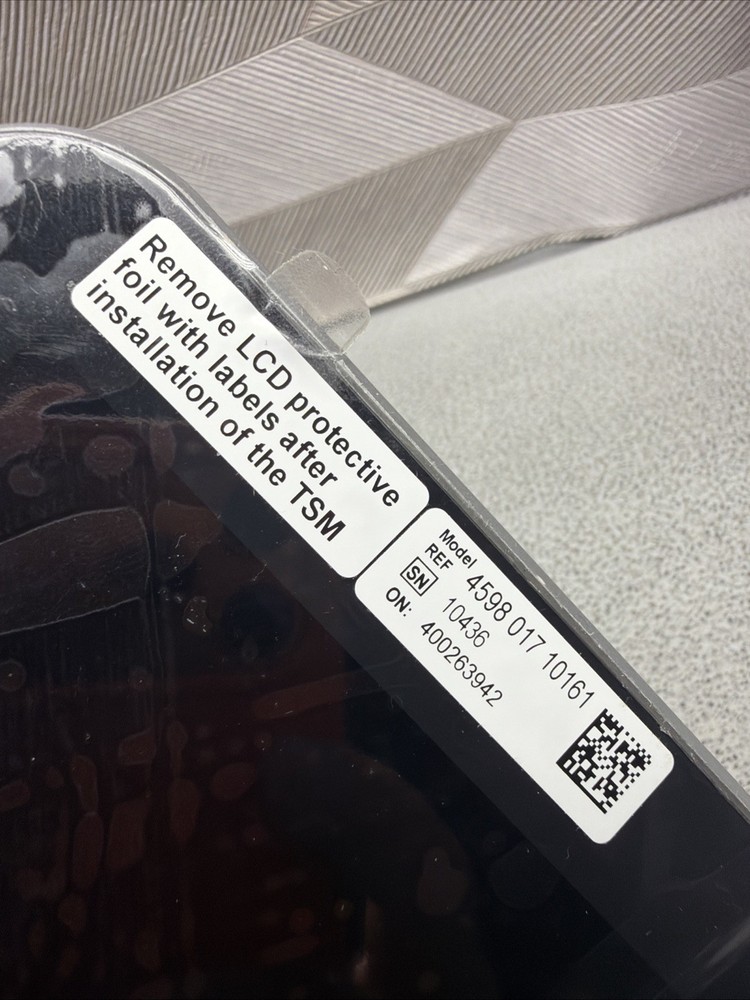 Remove LCD protective
foil with labels after
installation of the TSM
Model
REF 4598 017 10161
SN 10436
ON: 400263942